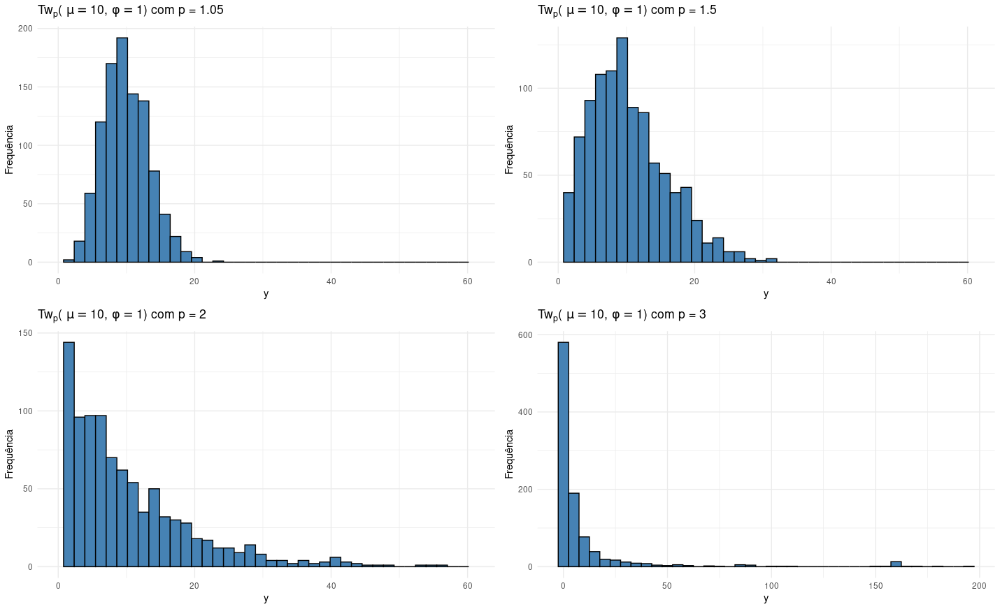 Twp( μ = 10, φ = 1) com p = 1.05
200
150
100
50
0
Frequência
0 20 40 60
y
Twp( μ = 10, φ = 1) com p = 1.5
100
50
0
Frequência
0 20 40 60
y
Twp( μ = 10, φ = 1) com p = 2
150
100
50
0
Frequência
0 20 40 60
y
Twp( μ = 10, φ = 1) com p = 3
600
400
200
0
Frequência
0 50 100 150 200
y